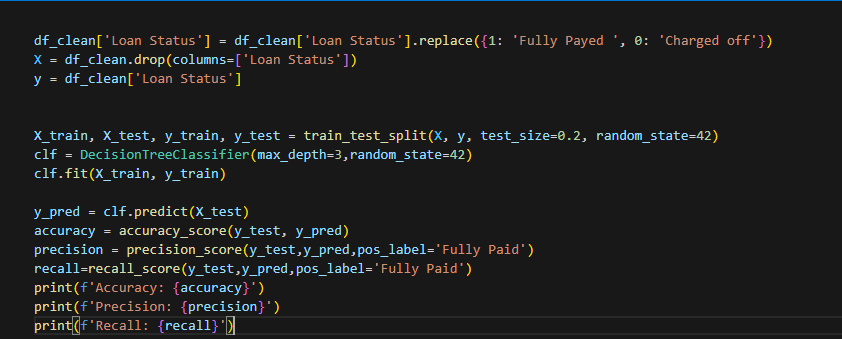 df_clean['Loan Status'] = df_clean['Loan Status'].replace({1: 'Fully Payed ', 0: 'Charged off'})
X = df_clean.drop(columns=['Loan Status'])
y = df_clean['Loan Status']
X_train, X_test, y_train, y_test = train_test_split(X, y, test_size=0.2, random_state=42)
clf = DecisionTreeClassifier(max_depth=3,random_state=42)
clf.fit(X_train, y_train)
y_pred = clf.predict(X_test)
accuracy = accuracy_score(y_test, y_pred)
precision = precision_score(y_test,y_pred,pos_label='Fully Paid')
recall=recall_score(y_test,y_pred,pos_label='Fully Paid')
print(f'Accuracy: {accuracy}')
print(f'Precision: {precision}')
print(f'Recall: {recall}')